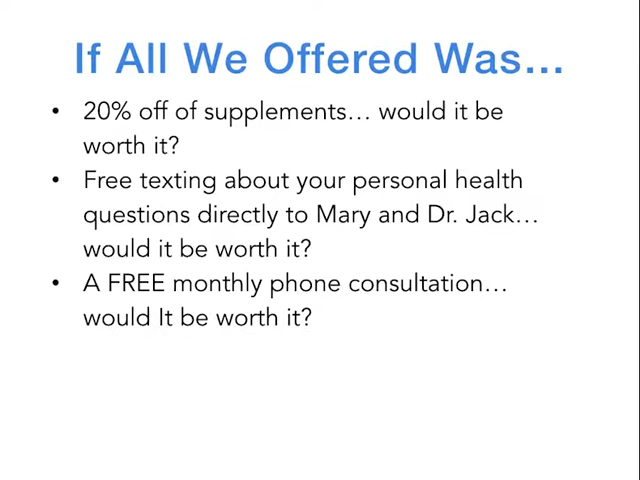 If All We Offered Was...
• 20% off of supplements... would it be
worth it?
• Free texting about your personal health
questions directly to Mary and Dr. Jack...
would it be worth it?
• A FREE monthly phone consultation...
would It be worth it?